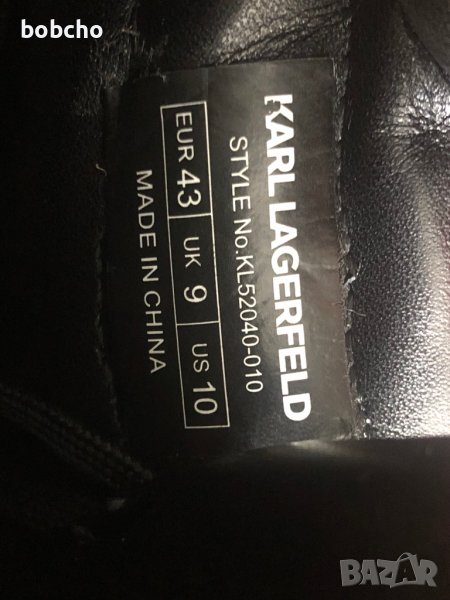 bobcho
KARL LAGERFELD
STYLE No.KL52040-010
EUR 43 UK 9 US 10
MADE IN CHINA
BAZAR